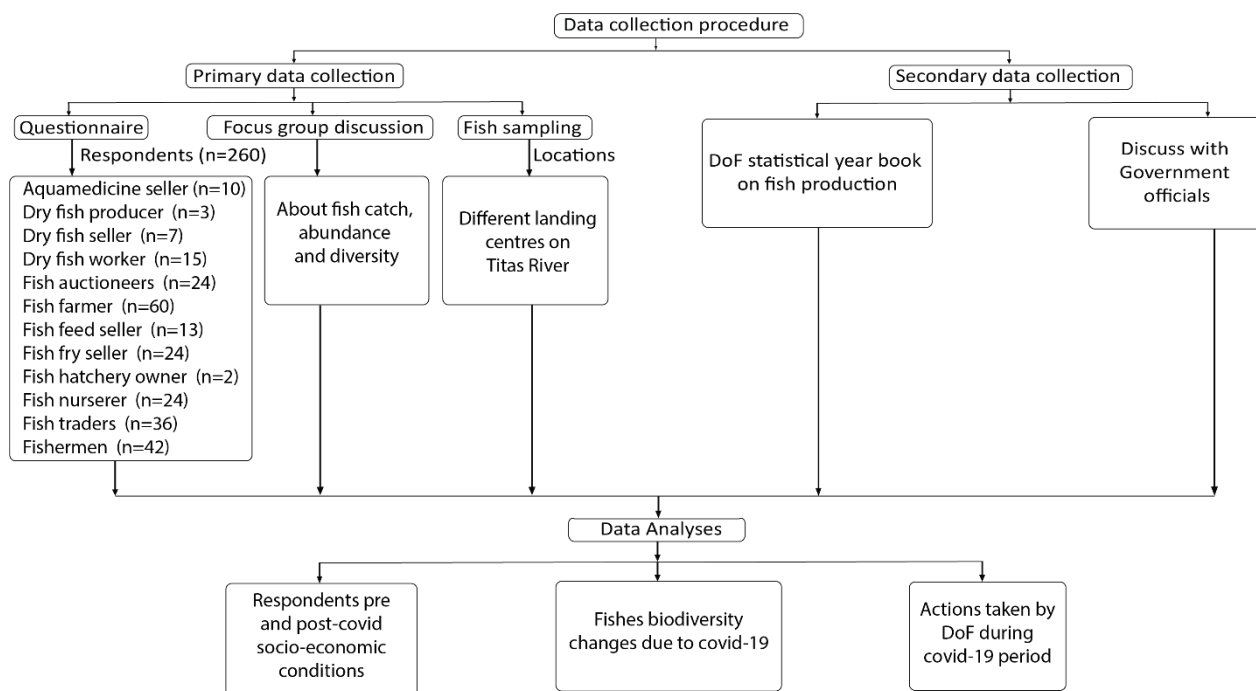 Data collection procedure
Primary data collection
Secondary data collection
Questionnaire
Focus group discussion
Fish sampling
Respondents (n=260)
Locations
Aquamedicine seller (n=10)
Dry fish producer (n=3)
Dry fish seller (n=7)
Dry fish worker (n=15)
Fish auctioneers (n=24)
Fish farmer (n=60)
Fish feed seller (n=13)
Fish fry seller (n=24)
Fish hatchery owner (n=2)
Fish nurserer (n=24)
Fish traders (n=36)
Fishermen (n=42)
About fish catch,
abundance
and diversity
Different landing
centres on
Titas River
DoF statistical year book
on fish production
Discuss with
Government
officials
Data Analyses
Respondents pre
and post-covid
socio-economic
conditions
Fishes biodiversity
changes due to covid-19
Actions taken by
DoF during
covid-19 period